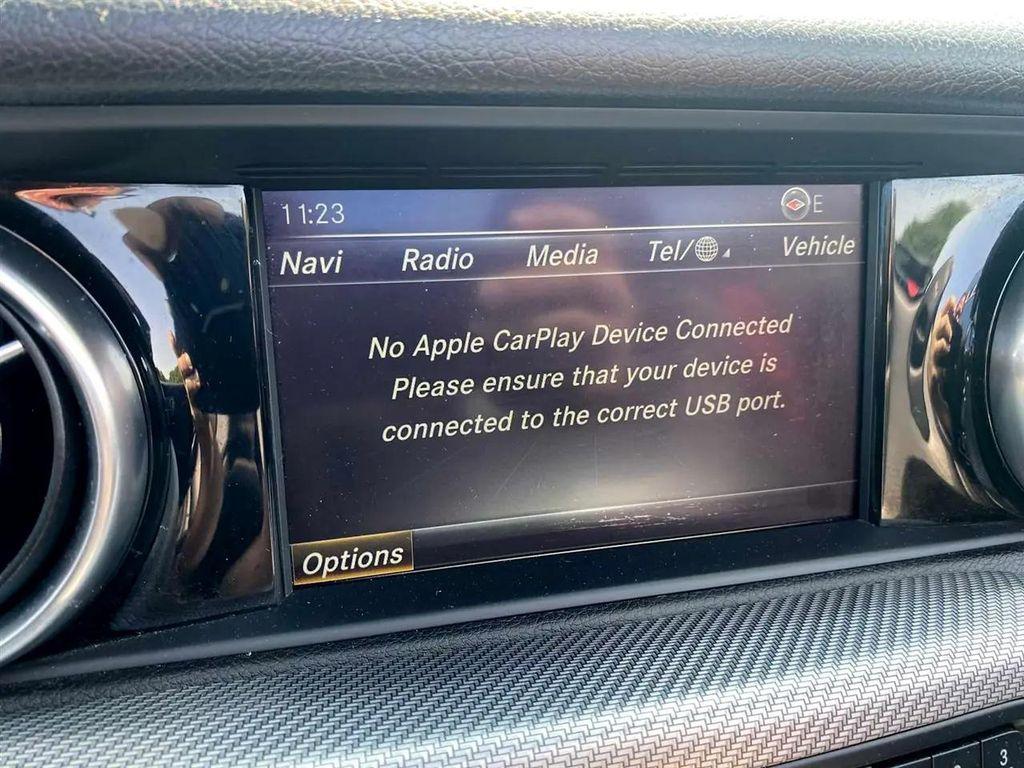 11:23 E
Navi Radio Media Tel/ Vehicle
No Apple CarPlay Device Connected
Please ensure that your device is
connected to the correct USB port.
Options
3